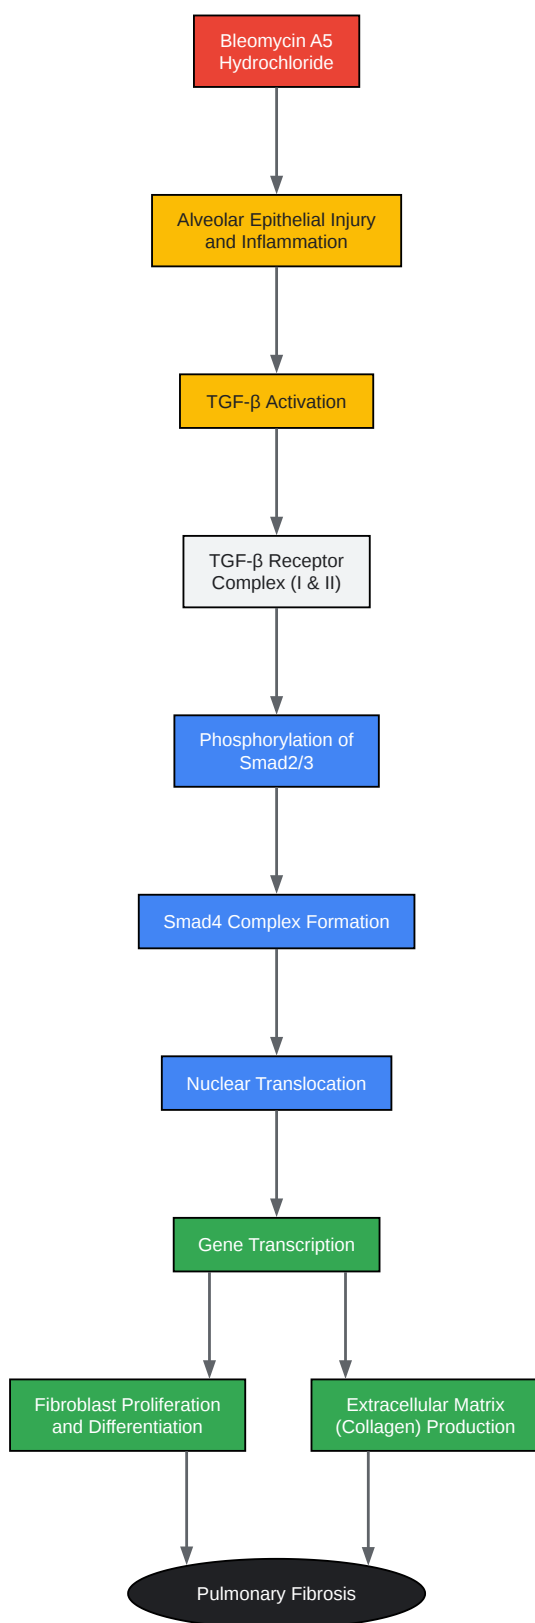 Bleomycin A5
Hydrochloride
Alveolar Epithelial Injury
and Inflammation
TGF-β Activation
TGF-β Receptor
Complex (I & II)
Phosphorylation of
Smad2/3
Smad4 Complex Formation
Nuclear Translocation
Gene Transcription
Fibroblast Proliferation
and Differentiation
Extracellular Matrix
(Collagen) Production
Pulmonary Fibrosis